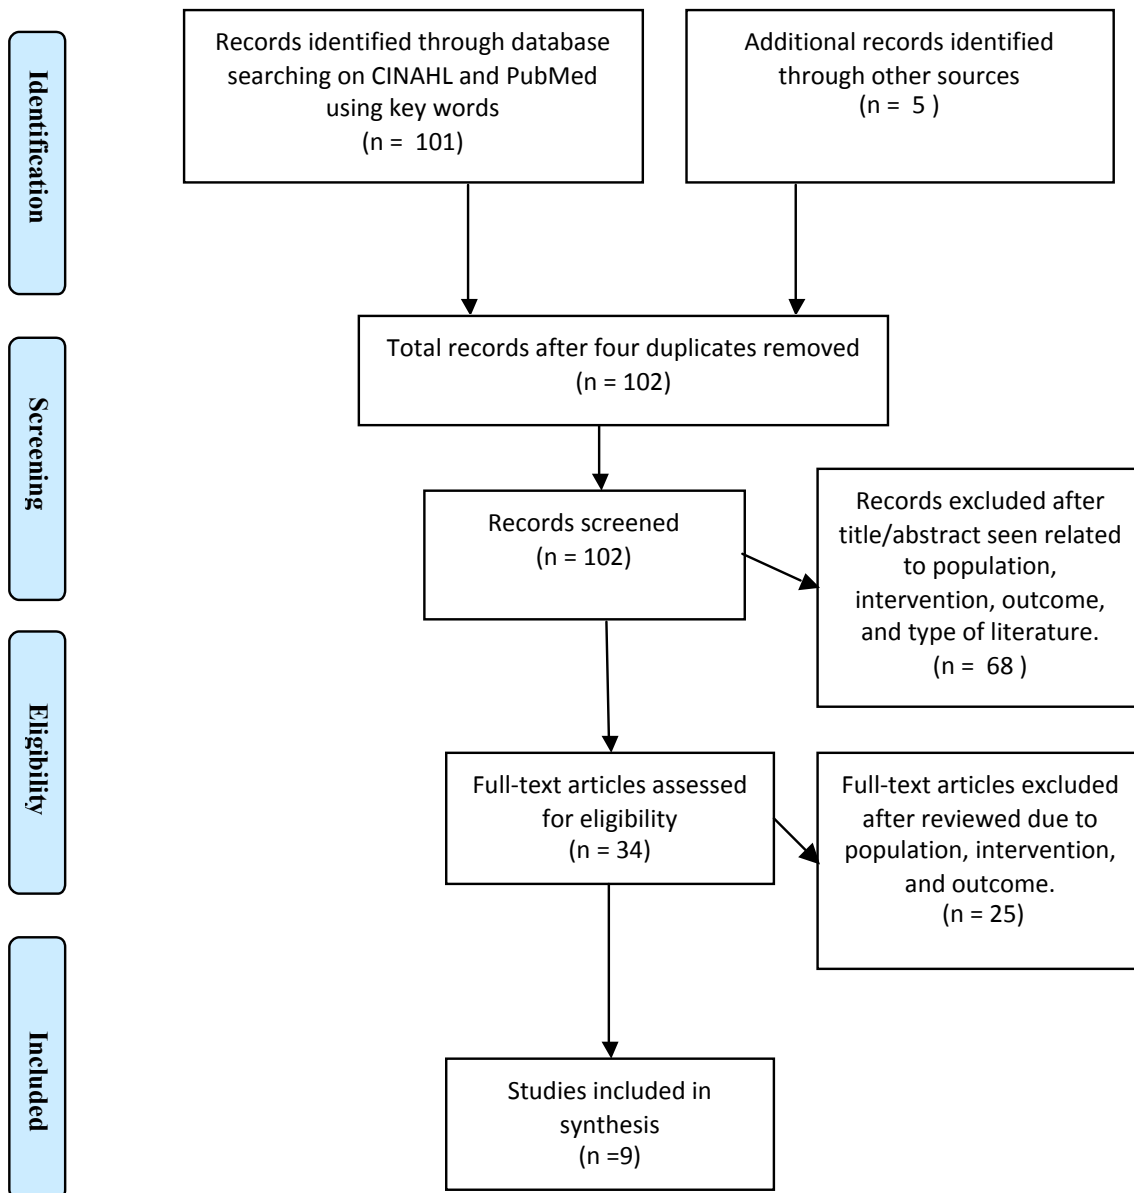 Identification
Records identified through database
searching on CINAHL and PubMed
using key words
(n =  101)
Additional records identified
through other sources
(n =  5 )
Screening
Total records after four duplicates removed
(n = 102)
Records screened
(n = 102)
Records excluded after
title/abstract seen related
to population,
intervention, outcome,
and type of literature.
(n =  68 )
Eligibility
Full-text articles assessed
for eligibility
(n = 34)
Full-text articles excluded
after reviewed due to
population, intervention,
and outcome.
(n = 25)
Included
Studies included in
synthesis
(n =9)